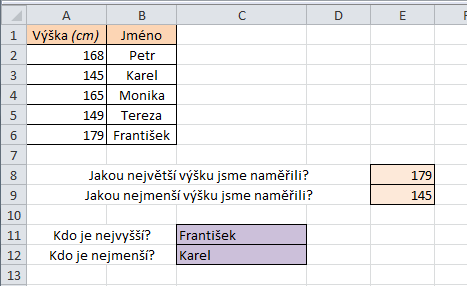 A B C D E F
1 Výška (cm) Jméno
2 168 Petr
3 145 Karel
4 165 Monika
5 149 Tereza
6 179 František
7
8 Jakou největší výšku jsme naměřili? 179
9 Jakou nejmenší výšku jsme naměřili? 145
10
11 Kdo je nejvyšší? František
12 Kdo je nejmenší? Karel
13